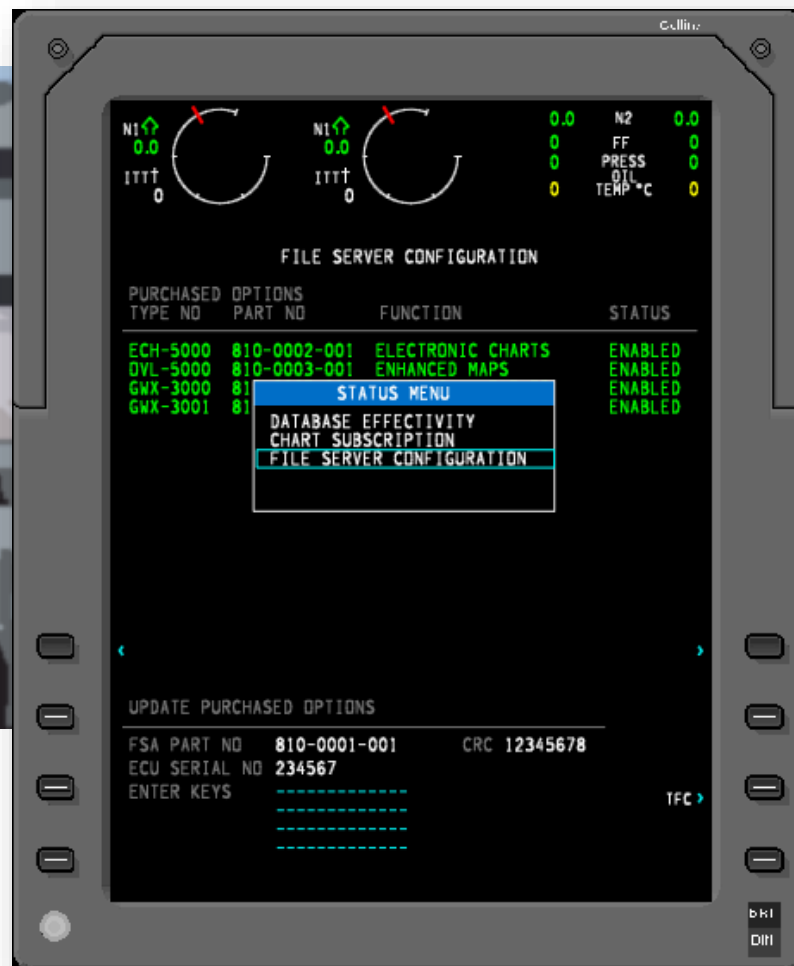 Collins
N1 N1 0.0 N2 0.0
0.0 0.0 0 FF 0
0 PRESS 0
ITT† ITT† OIL
0 0 0 TEMP °C 0
FILE SERVER CONFIGURATION
PURCHASED OPTIONS
TYPE NO PART NO FUNCTION STATUS
ECH-5000 810-0002-001 ELECTRONIC CHARTS ENABLED
OVL-5000 810-0003-001 ENHANCED MAPS ENABLED
GWX-3000 81 ENABLED
GWX-3001 81 ENABLED
STATUS MENU
DATABASE EFFECTIVITY
CHART SUBSCRIPTION
FILE SERVER CONFIGURATION
‹ ›
UPDATE PURCHASED OPTIONS
FSA PART NO 810-0001-001 CRC 12345678
ECU SERIAL NO 234567
ENTER KEYS -------------
-------------
TFC ›
-------------
-------------
BRT
DIM